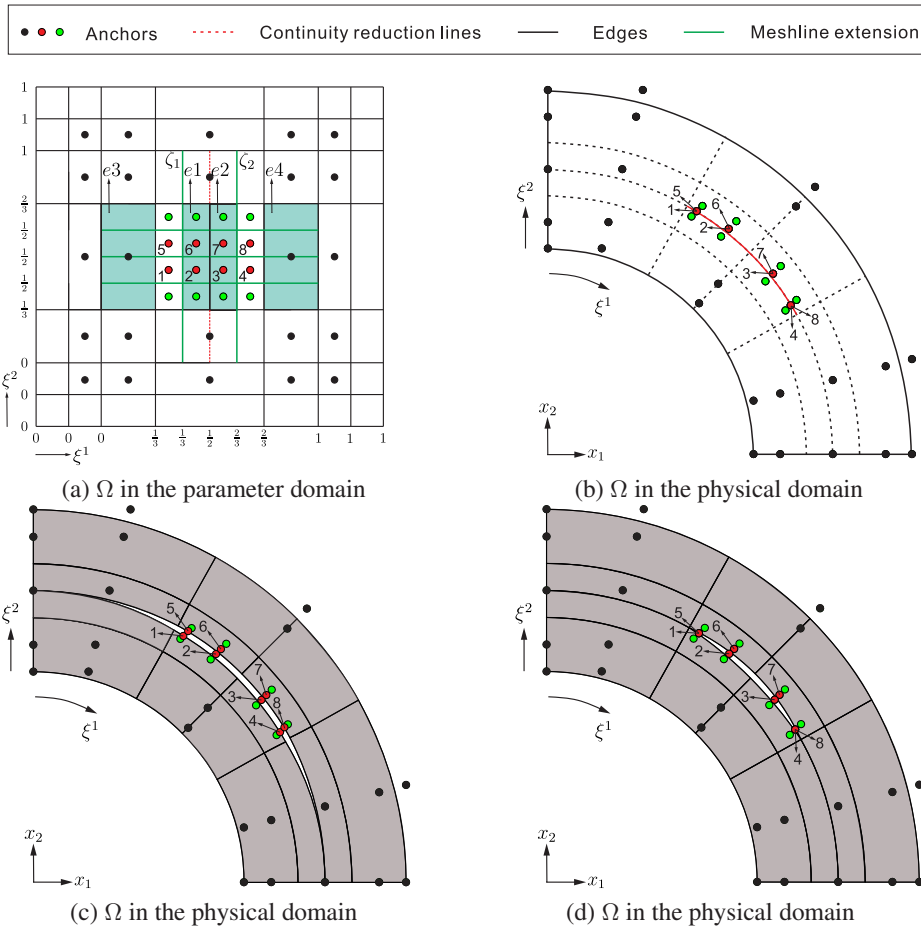 Anchors Continuity reduction lines Edges Meshline extension
1
1
1
ζ1 ζ2
e3 e1 e2 e4
2/3
1/2
1/2
1/2
1/3
5 6 7 8
1 2 3 4
0
ξ²
0
0
0 0 0 1/3 1/3 1/2 2/3 2/3 1 1 1
ξ¹
(a) Ω in the parameter domain
5
1
6
2
7
3
4
8
ξ²
ξ¹
x₂
x₁
(b) Ω in the physical domain
5
1
6
2
7
3
8
4
ξ²
ξ¹
x₂
x₁
(c) Ω in the physical domain
5
1
6
2
7
3
8
4
ξ²
ξ¹
x₂
x₁
(d) Ω in the physical domain